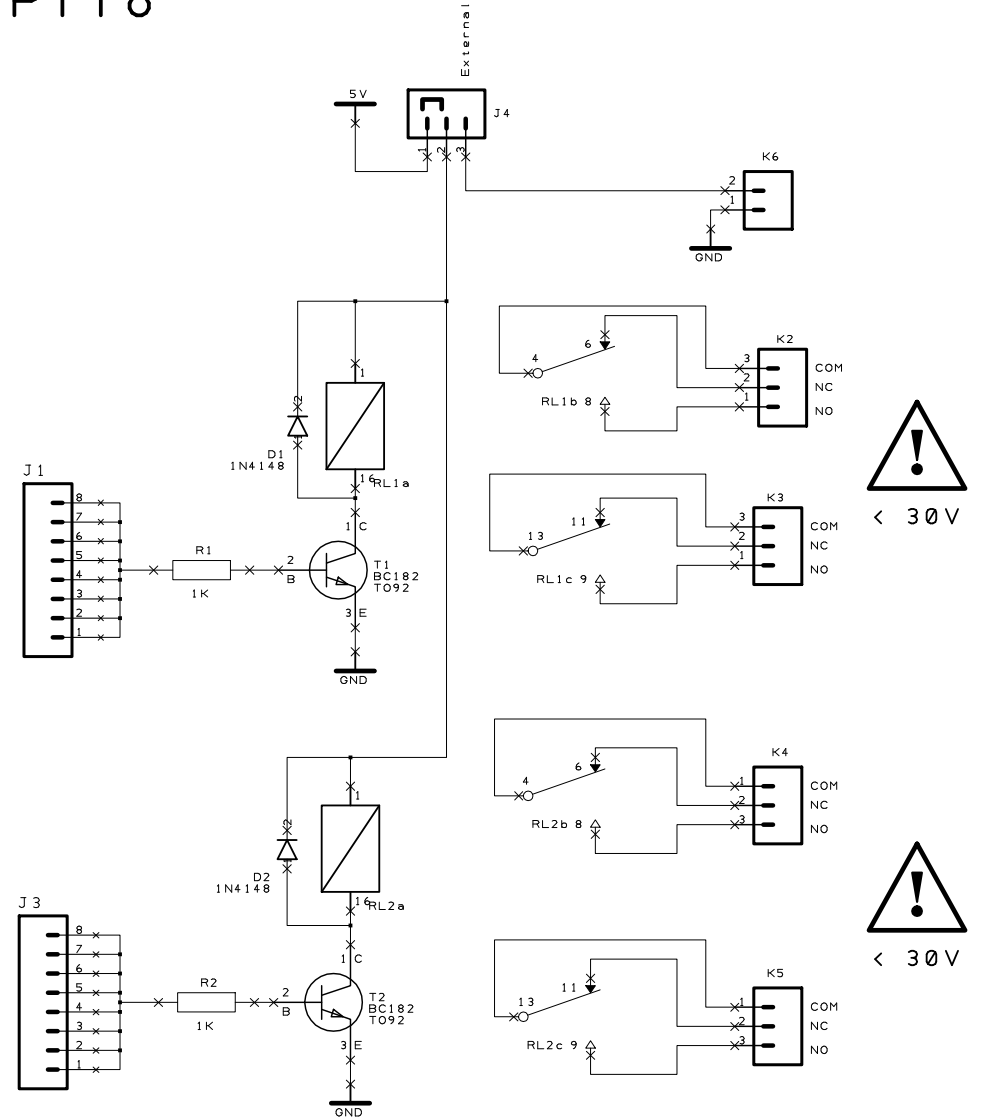 External
5V
J4
1 2 3
K6
2
1
GND
K2
6
4
3 COM
2 NC
1 NO
RL1b 8
1
2
1
D1
1N4148
16
RL1a
< 30V
J1
8
7
6
5
4
3
2
1
R1
1K
2
B
1 C
T1
BC182
TO92
3 E
GND
K3
11
13
3 COM
2 NC
1 NO
RL1c 9
K4
6
4
1 COM
2 NC
3 NO
RL2b 8
1
2
1
D2
1N4148
16
RL2a
< 30V
J3
8
7
6
5
4
3
2
1
R2
1K
2
B
1 C
T2
BC182
TO92
3 E
GND
K5
11
13
1 COM
2 NC
3 NO
RL2c 9